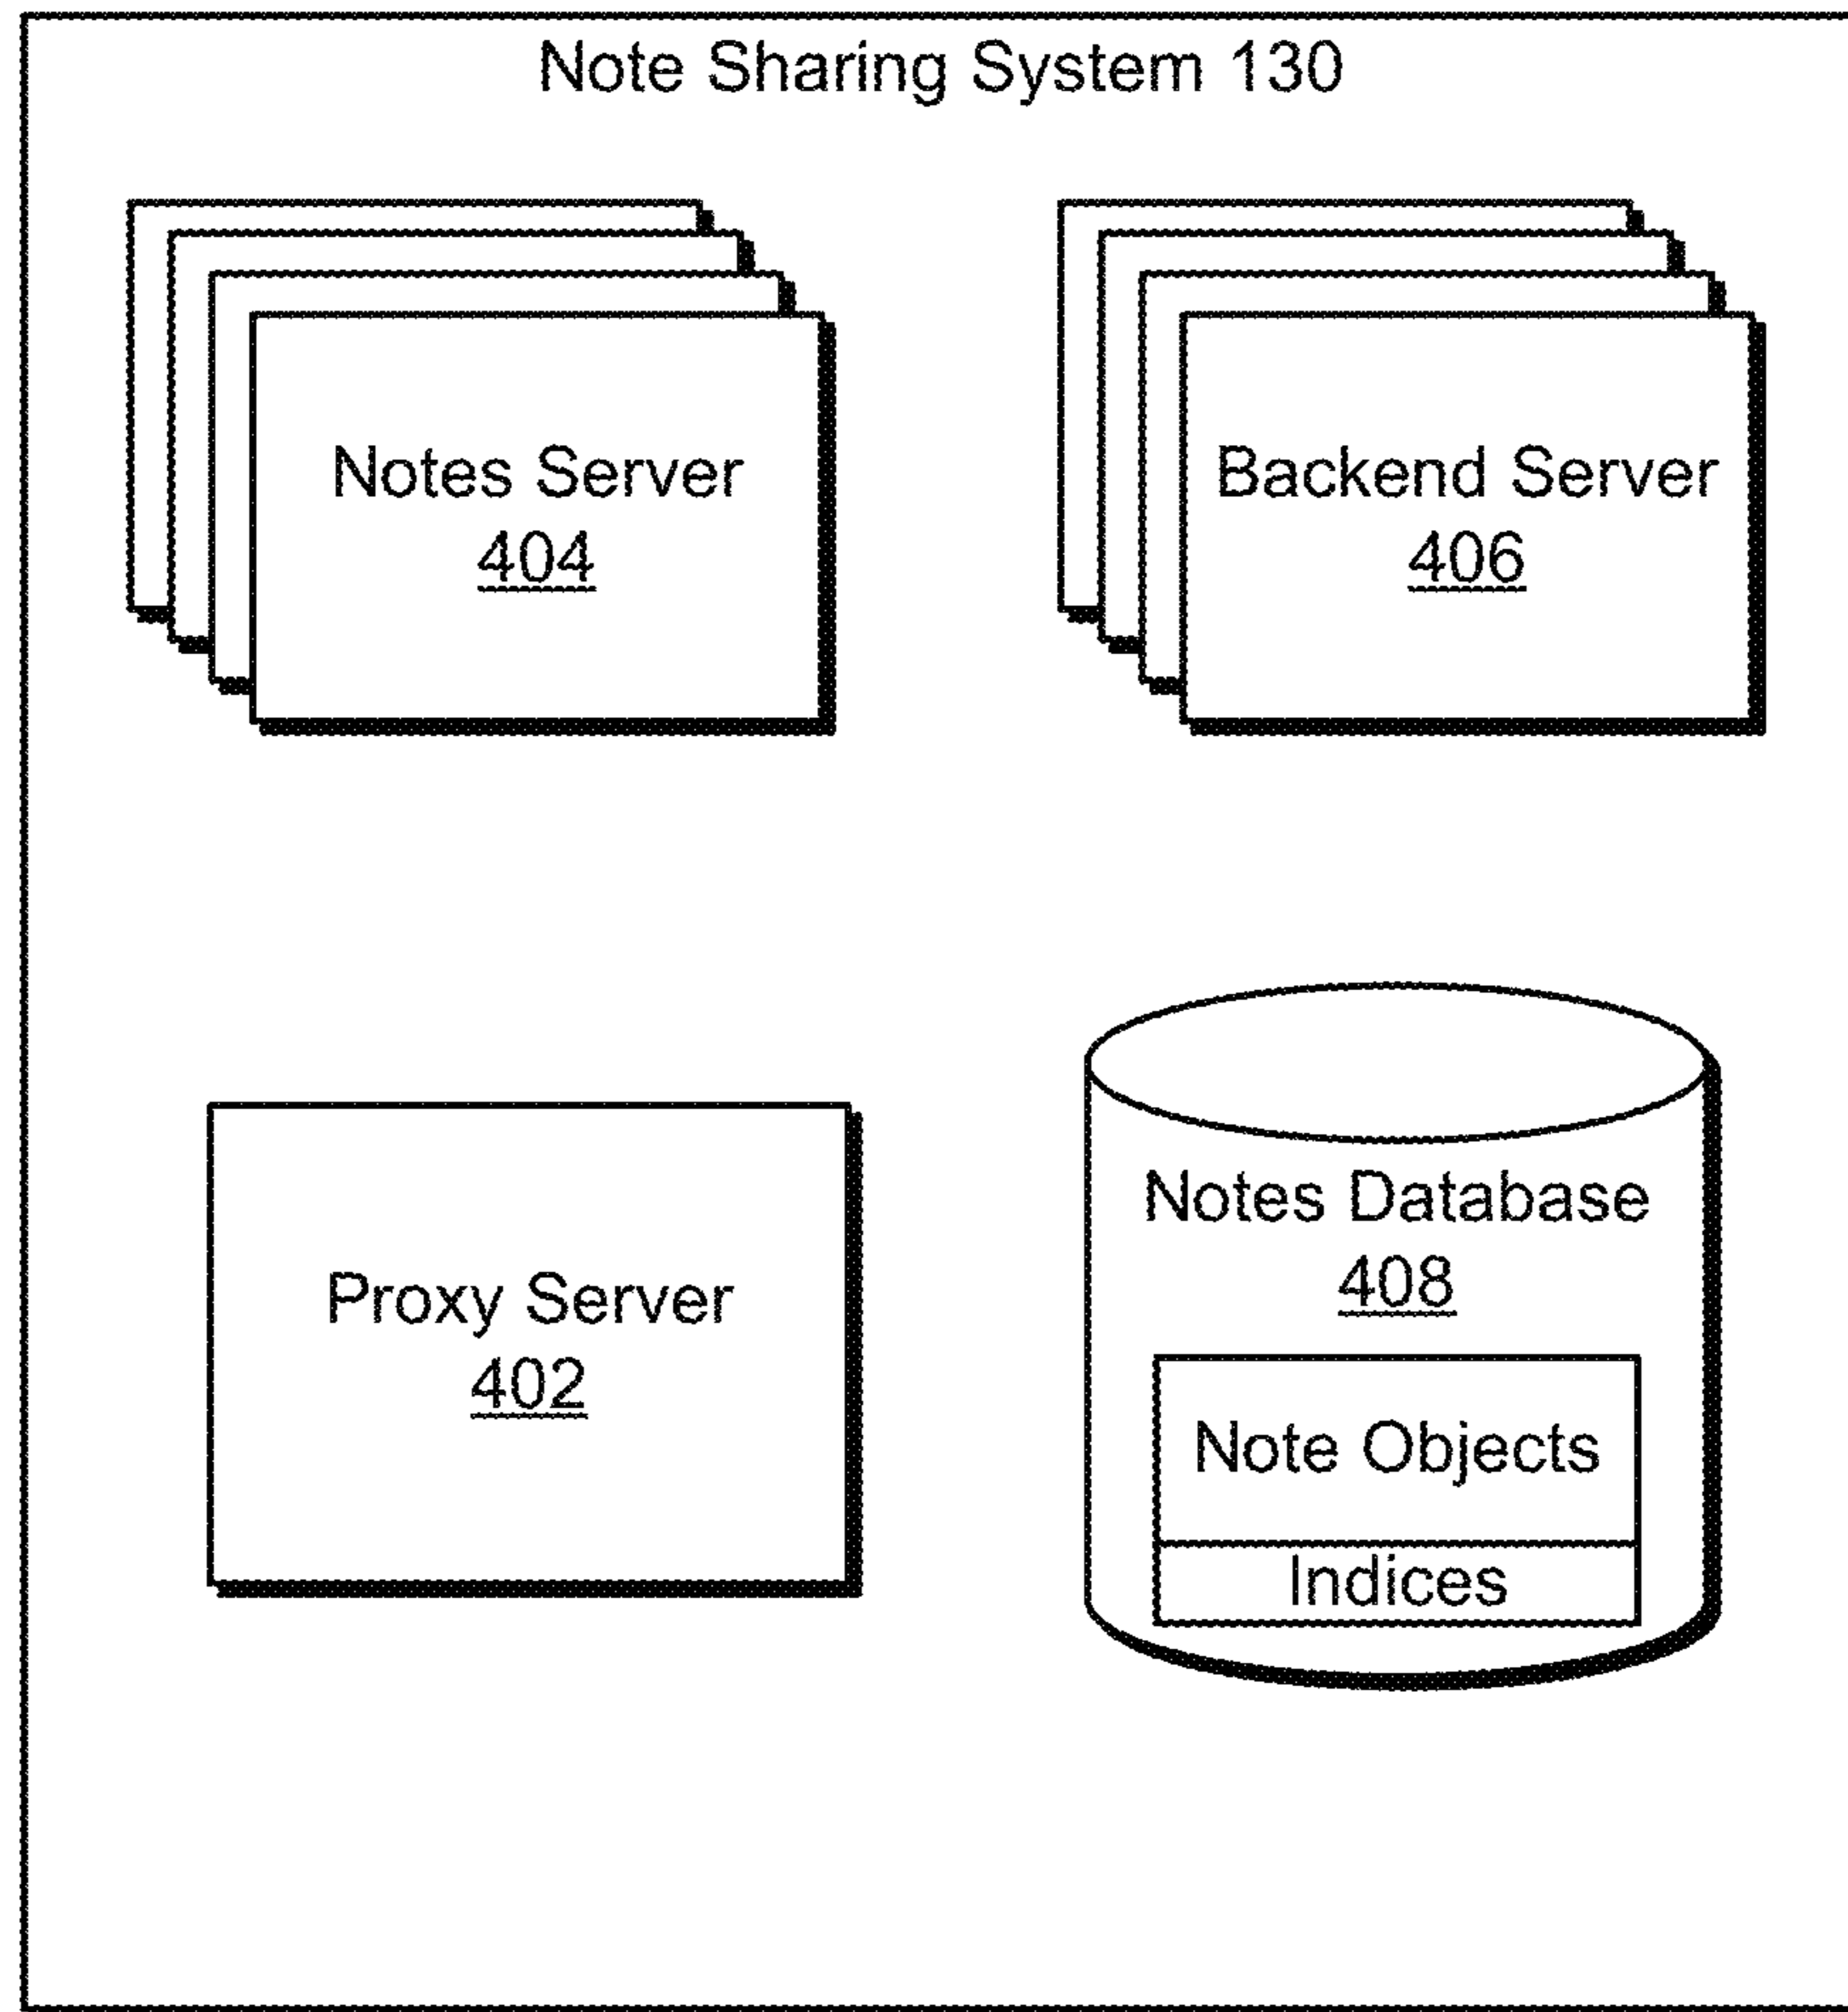 Note Sharing System 130
Notes Server
404
Backend Server
406
Proxy Server
402
Notes Database
408
Note Objects
Indices